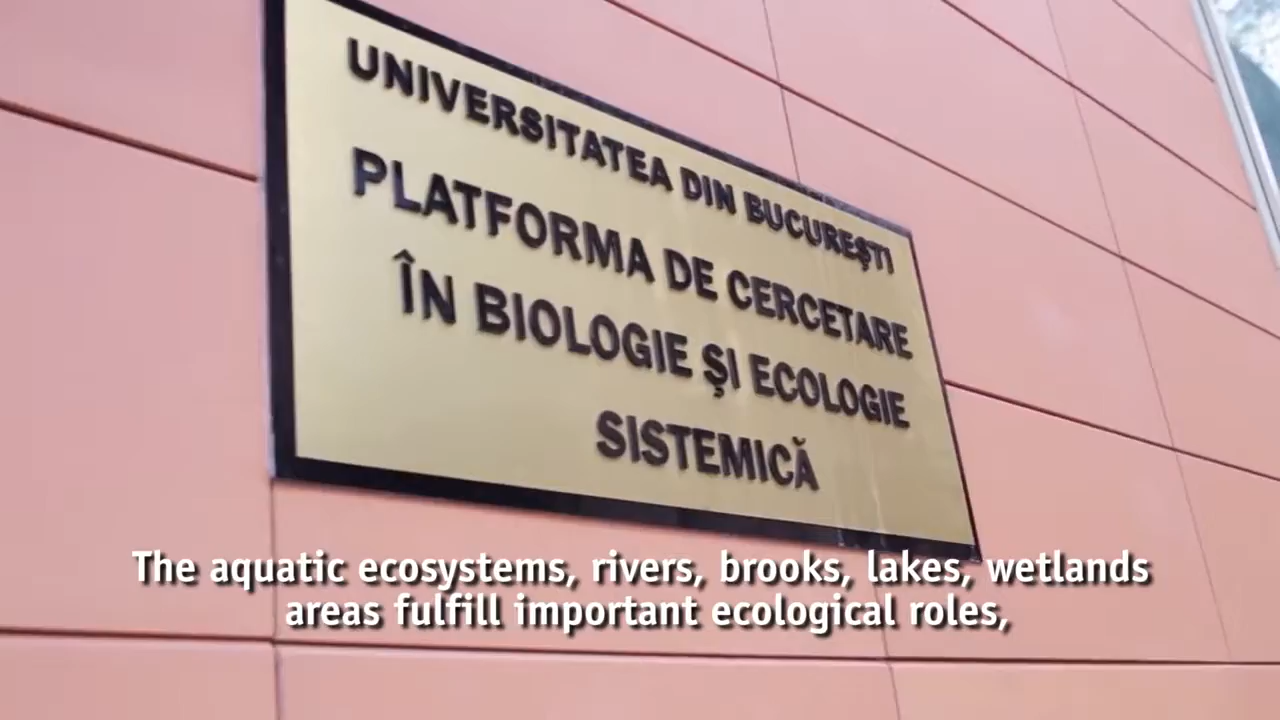 UNIVERSITATEA DIN BUCUREȘTI
PLATFORMA DE CERCETARE
ÎN BIOLOGIE ȘI ECOLOGIE
SISTEMICĂ
The aquatic ecosystems, rivers, brooks, lakes, wetlands
areas fulfill important ecological roles,